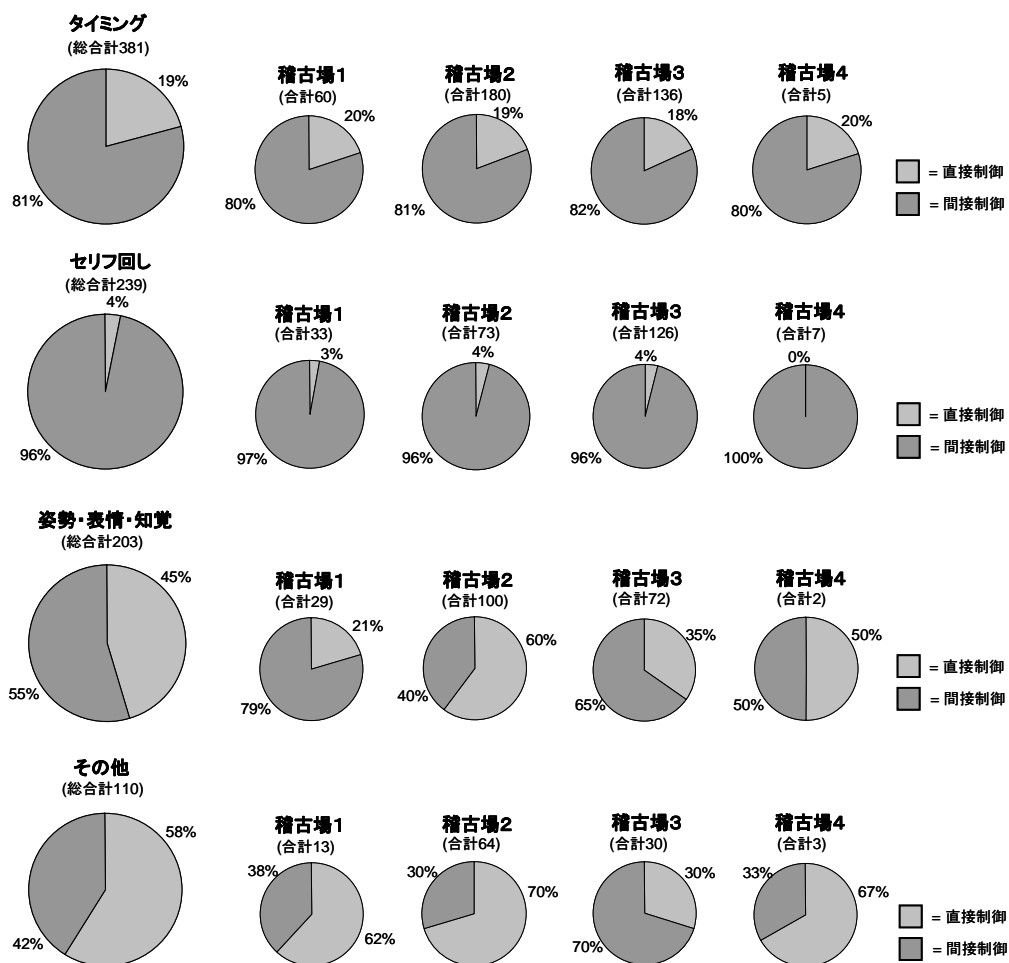 タイミング
(総合計381)
19%
81%
稽古場1
(合計60)
20%
80%
稽古場2
(合計180)
19%
81%
稽古場3
(合計136)
18%
82%
稽古場4
(合計5)
20%
80%
= 直接制御
= 間接制御
セリフ回し
(総合計239)
4%
96%
稽古場1
(合計33)
3%
97%
稽古場2
(合計73)
4%
96%
稽古場3
(合計126)
4%
96%
稽古場4
(合計7)
0%
100%
= 直接制御
= 間接制御
姿勢・表情・知覚
(総合計203)
45%
55%
稽古場1
(合計29)
21%
79%
稽古場2
(合計100)
60%
40%
稽古場3
(合計72)
35%
65%
稽古場4
(合計2)
50%
50%
= 直接制御
= 間接制御
その他
(総合計110)
58%
42%
稽古場1
(合計13)
38%
62%
稽古場2
(合計64)
30%
70%
稽古場3
(合計30)
30%
70%
稽古場4
(合計3)
33%
67%
= 直接制御
= 間接制御